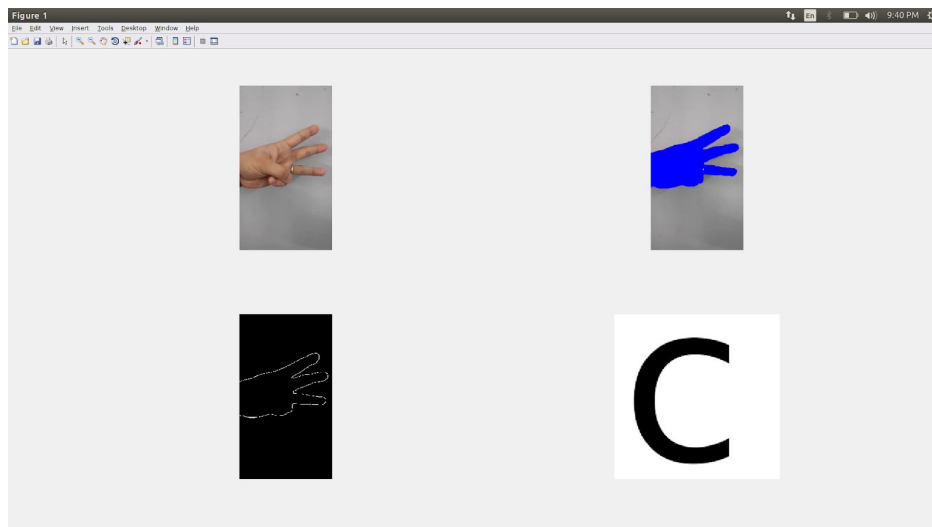 Figure 1
En
9:40 PM
File Edit View Insert Tools Desktop Window Help
C